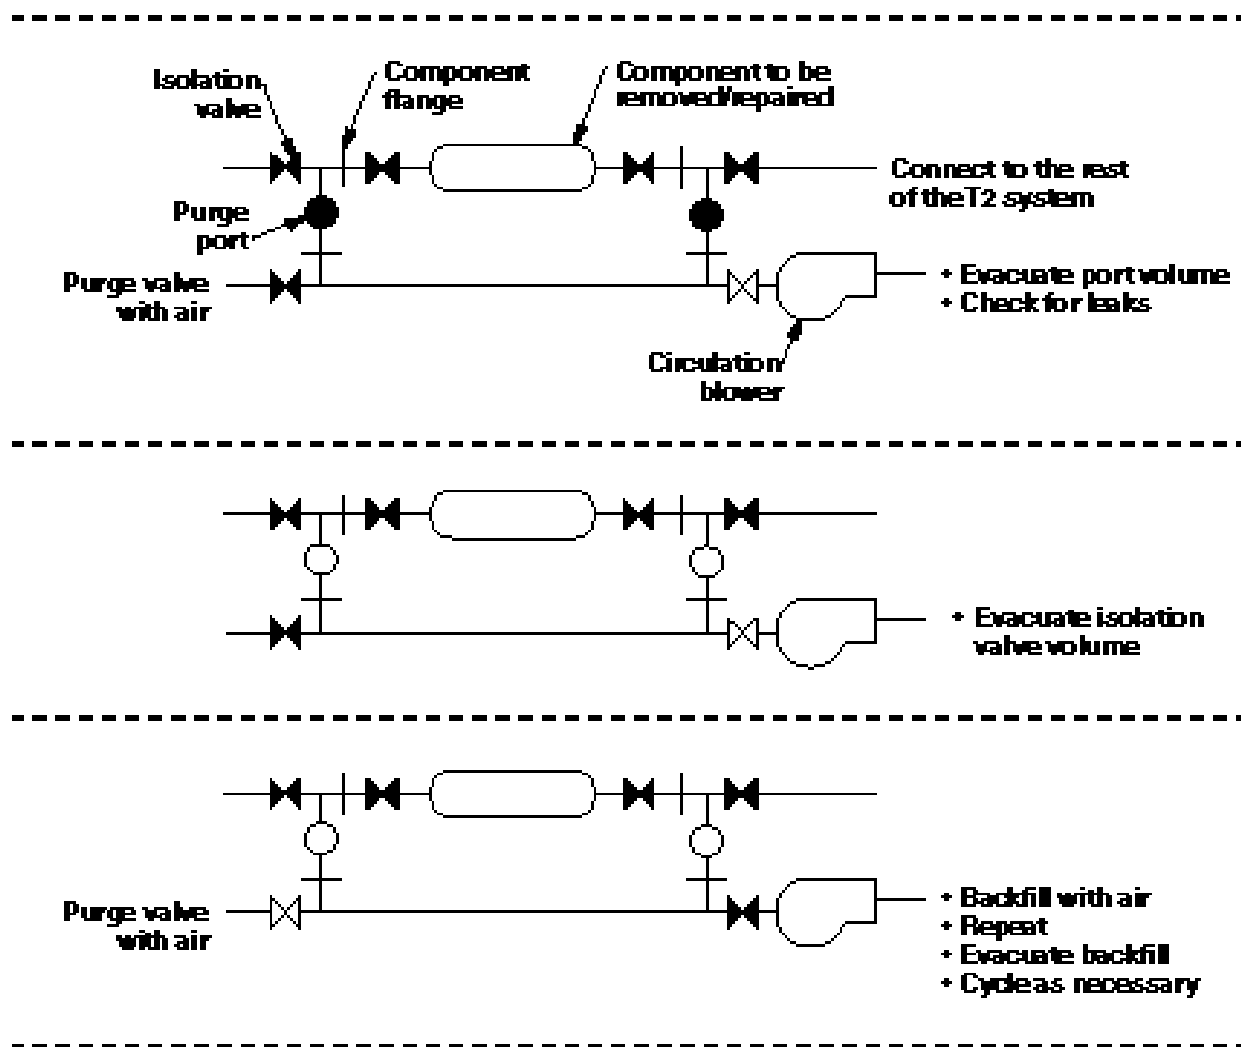 Isolation
valve
Component
flange
Component to be
removed/repaired
Connect to the rest
of the T2 system
Purge
port
Purge valve
with air
• Evacuate port volume
• Check for leaks
Circulation
blower
• Evacuate isolation
valve volume
Purge valve
with air
• Backfill with air
• Repeat
• Evacuate backfill
• Cycle as necessary